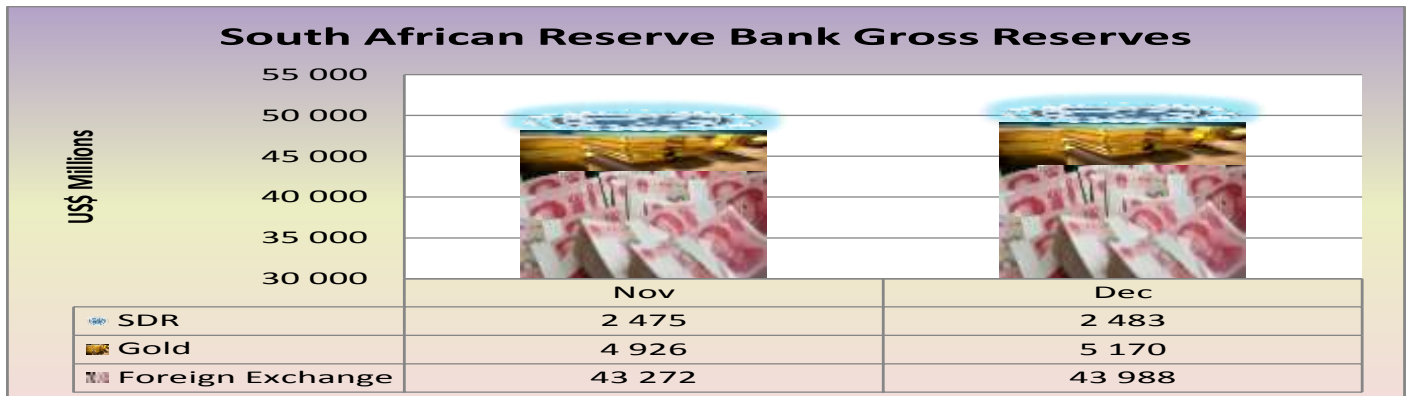 South African Reserve Bank Gross Reserves
US$ Millions
55 000
50 000
45 000
40 000
35 000
30 000
Nov Dec
SDR 2 475 2 483
Gold 4 926 5 170
Foreign Exchange 43 272 43 988